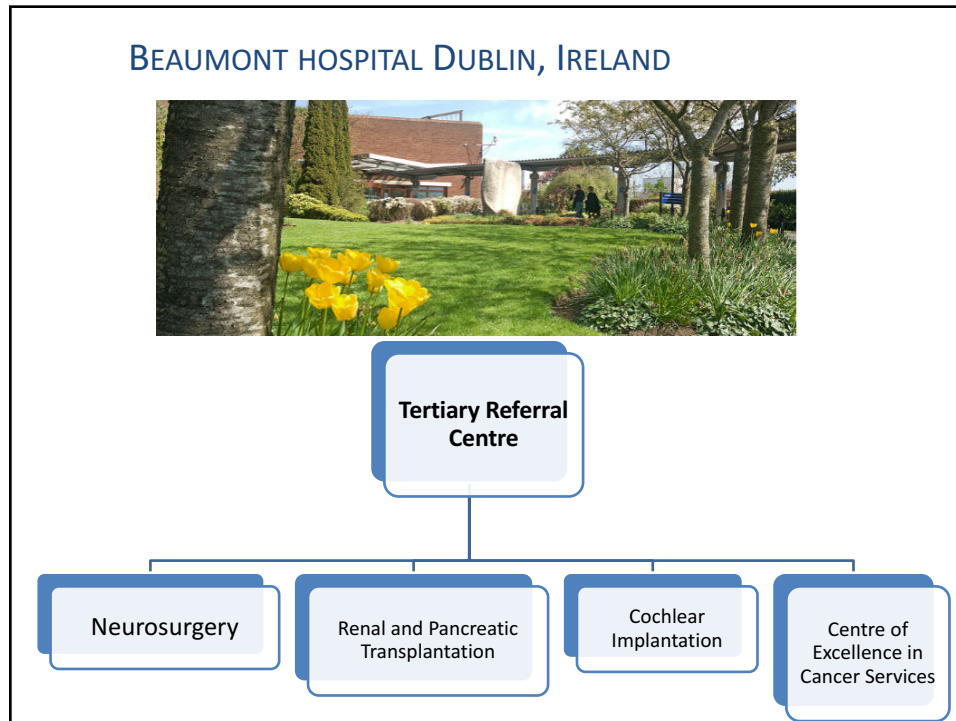 BEAUMONT HOSPITAL DUBLIN, IRELAND
Tertiary Referral
Centre
Neurosurgery
Renal and Pancreatic
Transplantation
Cochlear
Implantation
Centre of
Excellence in
Cancer Services